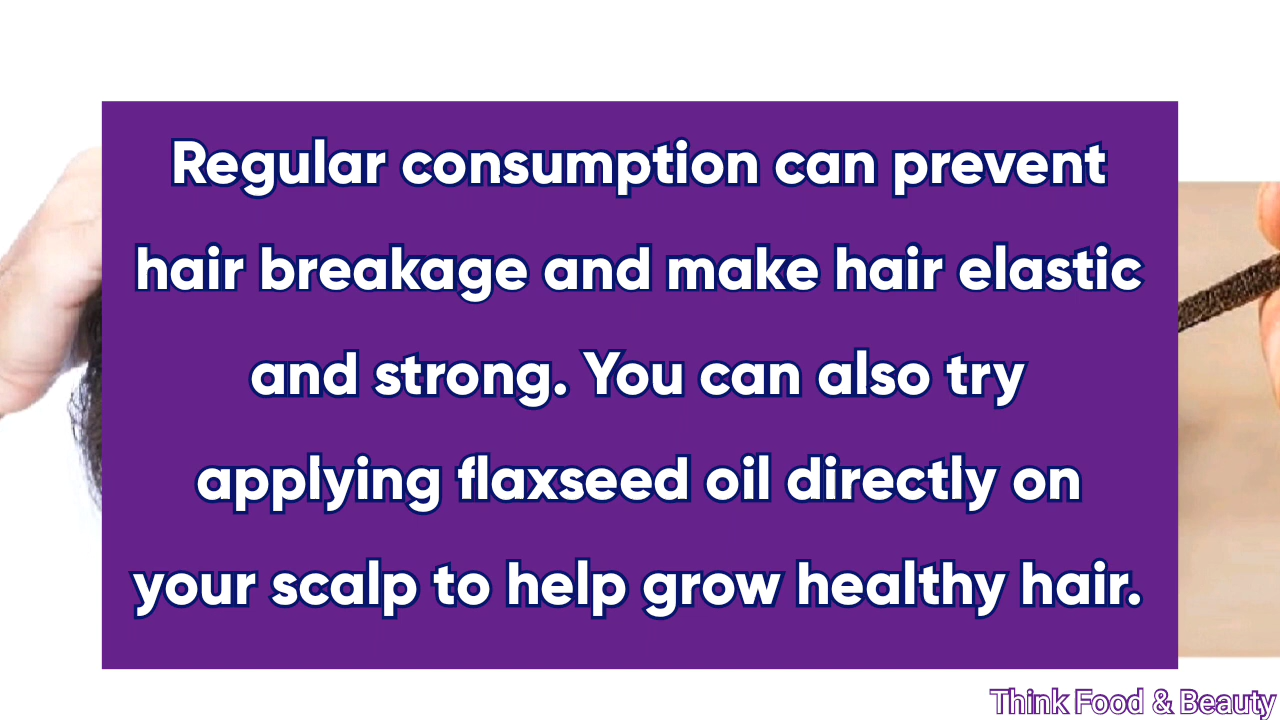 Regular consumption can prevent
hair breakage and make hair elastic
and strong. You can also try
applying flaxseed oil directly on
your scalp to help grow healthy hair.
Think Food & Beauty